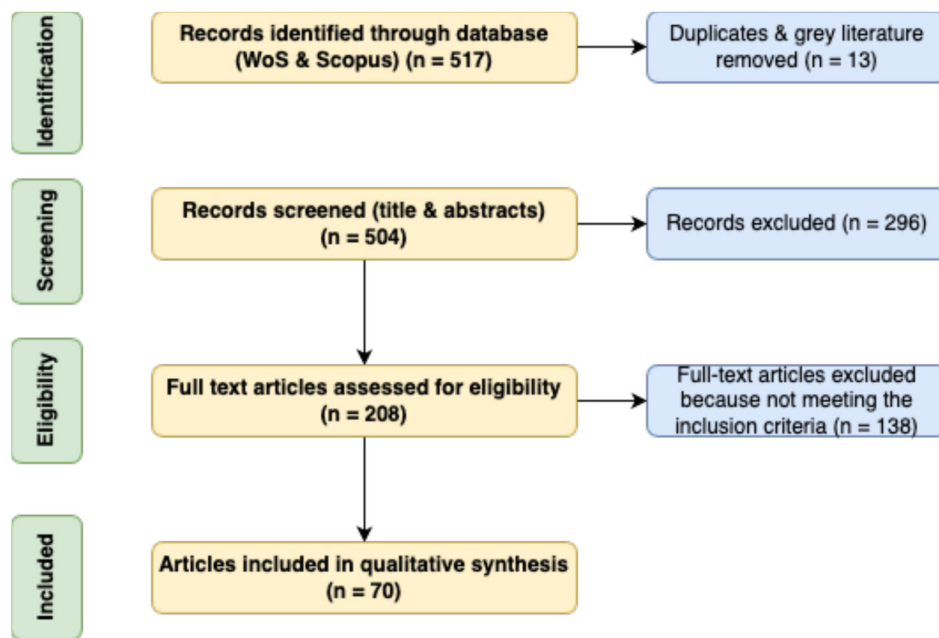 Identification
Records identified through database
(WoS & Scopus) (n = 517)
Duplicates & grey literature
removed (n = 13)
Screening
Records screened (title & abstracts)
(n = 504)
Records excluded (n = 296)
Eligibility
Full text articles assessed for eligibility
(n = 208)
Full-text articles excluded
because not meeting the
inclusion criteria (n = 138)
Included
Articles included in qualitative synthesis
(n = 70)